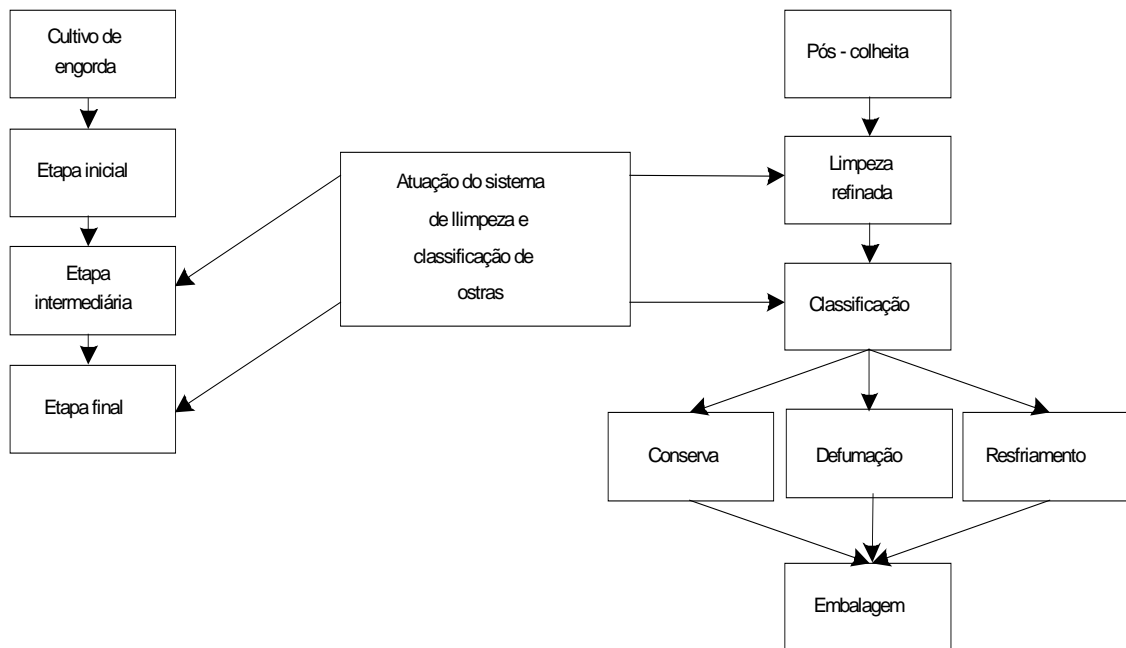 Cultivo de
engorda
Etapa inicial
Etapa
intermediária
Etapa final
Atuação do sistema
de llimpeza e
classificação de
ostras
Pós - colheita
Limpeza
refinada
Classificação
Conserva
Defumação
Resfriamento
Embalagem